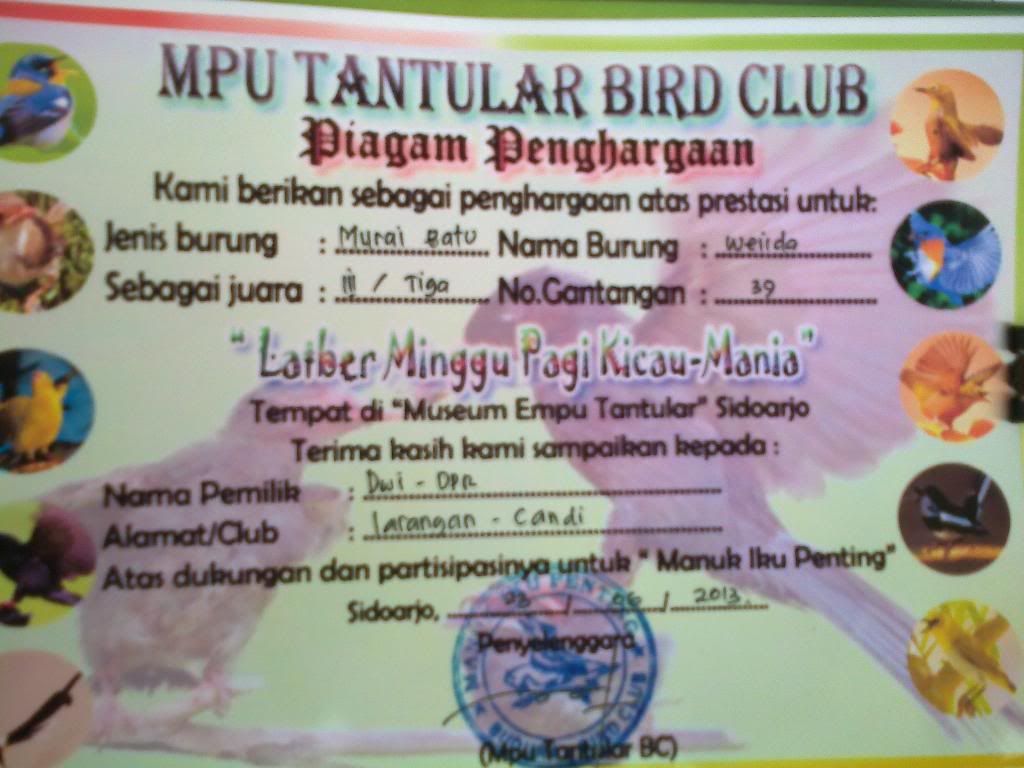 MPU TANTULAR BIRD CLUB
Piagam Penghargaan
Kami berikan sebagai penghargaan atas prestasi untuk:
Jenis burung : Murai Batu Nama Burung : Weirda
Sebagai juara : III / Tiga No.Gantangan : 39
"Latber Minggu Pagi Kicau-Mania"
Tempat di "Museum Empu Tantular" Sidoarjo
Terima kasih kami sampaikan kepada :
Nama Pemilik : Dwi - OPR
Alamat/Club : Larangan - Candi
Atas dukungan dan partisipasinya untuk " Manuk Iku Penting"
Sidoarjo, 23 / 06 / 2013.
Penyelenggara
(Mpu Tantular BC)